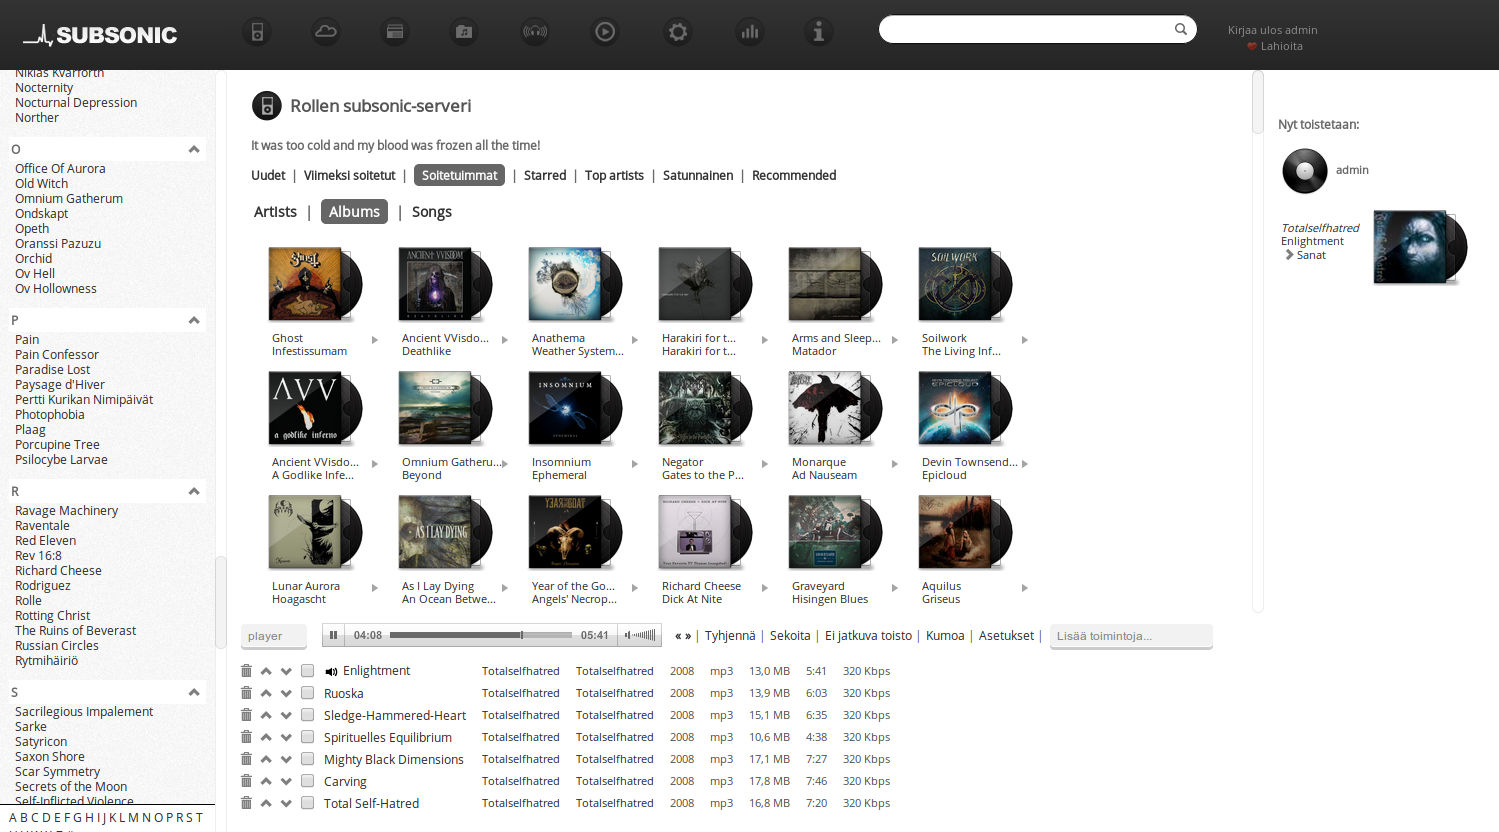 SUBSONIC
Kirjaa ulos admin
Lahioita
Niklas Kvarforth
Nocternity
Nocturnal Depression
Norther
O
Office Of Aurora
Old Witch
Omnium Gatherum
Ondskapt
Opeth
Oranssi Pazuzu
Orchid
Ov Hell
Ov Hollowness
P
Pain
Pain Confessor
Paradise Lost
Paysage d'Hiver
Pertti Kurikan Nimipäivät
Photophobia
Plaag
Porcupine Tree
Psilocybe Larvae
R
Ravage Machinery
Raventale
Red Eleven
Rev 16:8
Richard Cheese
Rodriguez
Rolle
Rotting Christ
The Ruins of Beverast
Russian Circles
Rytmihäiriö
S
Sacrilegious Impalement
Sarke
Satyricon
Saxon Shore
Scar Symmetry
Secrets of the Moon
Self-Inflicted Violence
A B C D E F G H I J K L M N O P R S T
Rollen subsonic-serveri
It was too cold and my blood was frozen all the time!
Uudet | Viimeksi soitetut | Soitetuimmat | Starred | Top artists | Satunnainen | Recommended
Artists | Albums | Songs
Ghost
Infestissumam
Ancient VVisdo...
Deathlike
Anathema
Weather System...
Harakiri for t...
Harakiri for t...
Arms and Sleep...
Matador
SOILWORK
Soilwork
The Living Inf...
AVV
a godlike inferno
Ancient VVisdo...
A Godlike Infe...
Omnium Gatheru...
Beyond
INSOMNIUM
Insomnium
Ephemeral
Negator
Gates to the P...
Monarque
Ad Nauseam
EPICLOUD
Devin Townsend...
Epicloud
Lunar Aurora
Hoagascht
AS I LAY DYING
As I Lay Dying
An Ocean Betwe...
Year of the Go...
Angels' Necrop...
Richard Cheese
Dick At Nite
Graveyard
Hisingen Blues
Aquilus
Griseus
player
04:08 05:41
« » | Tyhjennä | Sekoita | Ei jatkuva toisto | Kumoa | Asetukset |
Lisää toimintoja...
Enlightment Totalselfhatred Totalselfhatred 2008 mp3 13,0 MB 5:41 320 Kbps
Ruoska Totalselfhatred Totalselfhatred 2008 mp3 13,9 MB 6:03 320 Kbps
Sledge-Hammered-Heart Totalselfhatred Totalselfhatred 2008 mp3 15,1 MB 6:35 320 Kbps
Spirituelles Equilibrium Totalselfhatred Totalselfhatred 2008 mp3 10,6 MB 4:38 320 Kbps
Mighty Black Dimensions Totalselfhatred Totalselfhatred 2008 mp3 17,1 MB 7:27 320 Kbps
Carving Totalselfhatred Totalselfhatred 2008 mp3 17,8 MB 7:46 320 Kbps
Total Self-Hatred Totalselfhatred Totalselfhatred 2008 mp3 16,8 MB 7:20 320 Kbps
Nyt toistetaan:
admin
Totalselfhatred
Enlightment
Sanat